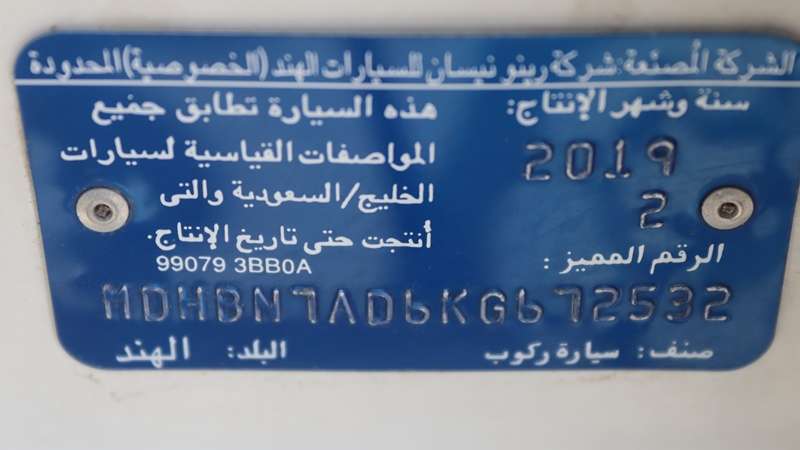 الشركة المصنعة: شركة رينو نيسان للسيارات الهند (الخصوصية) المحدودة
سنة وشهر الإنتاج:
2019
2
هذه السيارة تطابق جميع
المواصفات القياسية لسيارات
الخليج/السعودية والتى
أنتجت حتى تاريخ الإنتاج.
99079 3BB0A
الرقم المميز :
MDHBN7AD6KG672532
صنف: سيارة ركوب
البلد: الهند